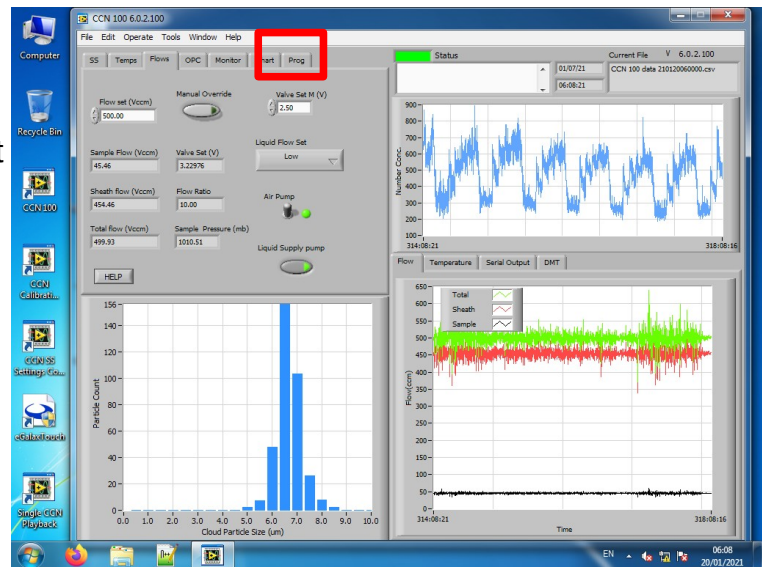 CCN 100 6.0.2.100
File Edit Operate Tools Window Help
Computer
Recycle Bin
CCN 100
CCN
Calibrati...
CCN SS
Settings Co...
eGalaxTouch
Single CCN
Playback
t
SS Temps Flows OPC Monitor hart Prog
Flow set (Vccm)
500.00
Manual Override
Valve Set M (V)
2.50
Sample Flow (Vccm)
45.46
Valve Set (V)
3.22976
Liquid Flow Set
Low
Sheath flow (Vccm)
454.46
Flow Ratio
10.00
Air Pump
Total flow (Vccm)
499.93
Sample Pressure (mb)
1010.51
Liquid Supply pump
HELP
Status
01/07/21
06:08:21
Current File V 6.0.2.100
CCN 100 data 210120060000.csv
Number Conc.
900
800
700
600
500
400
300
200
100
314:08:21 318:08:16
Flow Temperature Serial Output DMT
Total
Sheath
Sample
Flow(ccm)
650
600
550
500
450
400
350
300
250
200
150
100
50
0
314:08:21 318:08:16
Time
Particle Count
156
140
120
100
80
60
40
20
0
0.0 1.0 2.0 3.0 4.0 5.0 6.0 7.0 8.0 9.0 10.0
Cloud Particle Size (um)
EN
06:08
20/01/2021